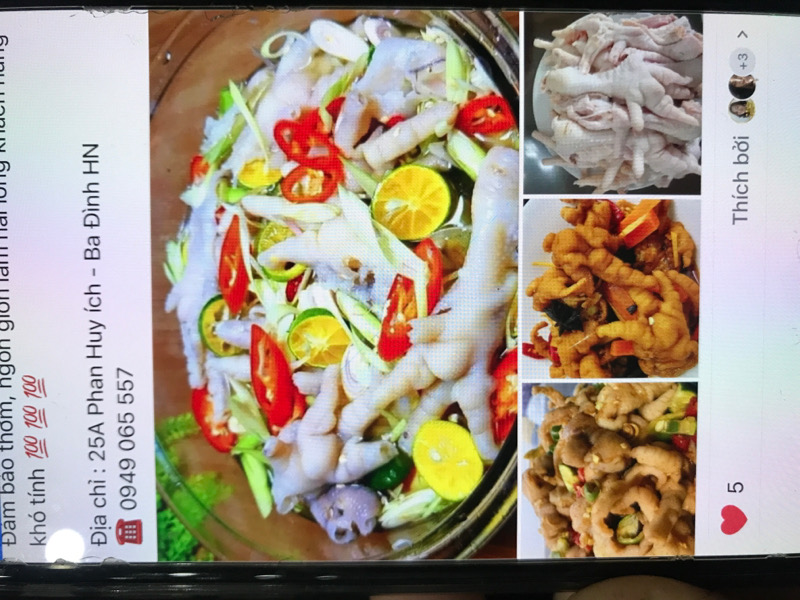 Đảm bảo thơm, ngon giòn làm hài lòng khách hàng
khó tính 💯 💯 💯
Địa chỉ : 25A Phan Huy ích - Ba Đình HN
☎️ 0949 065 557
5
Thích bởi +3 >